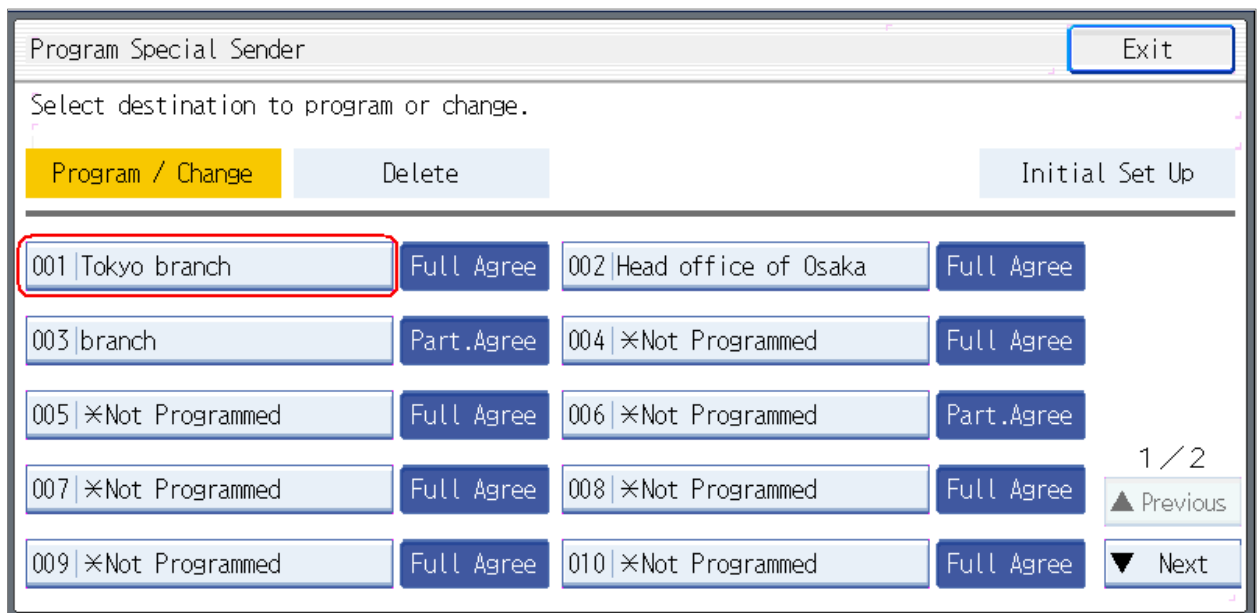 Program Special Sender Exit
Select destination to program or change.
Program / Change Delete Initial Set Up
001 Tokyo branch Full Agree 002 Head office of Osaka Full Agree
003 branch Part.Agree 004 ✳Not Programmed Full Agree
005 ✳Not Programmed Full Agree 006 ✳Not Programmed Part.Agree
1/2
007 ✳Not Programmed Full Agree 008 ✳Not Programmed Full Agree ▲ Previous
009 ✳Not Programmed Full Agree 010 ✳Not Programmed Full Agree ▼ Next